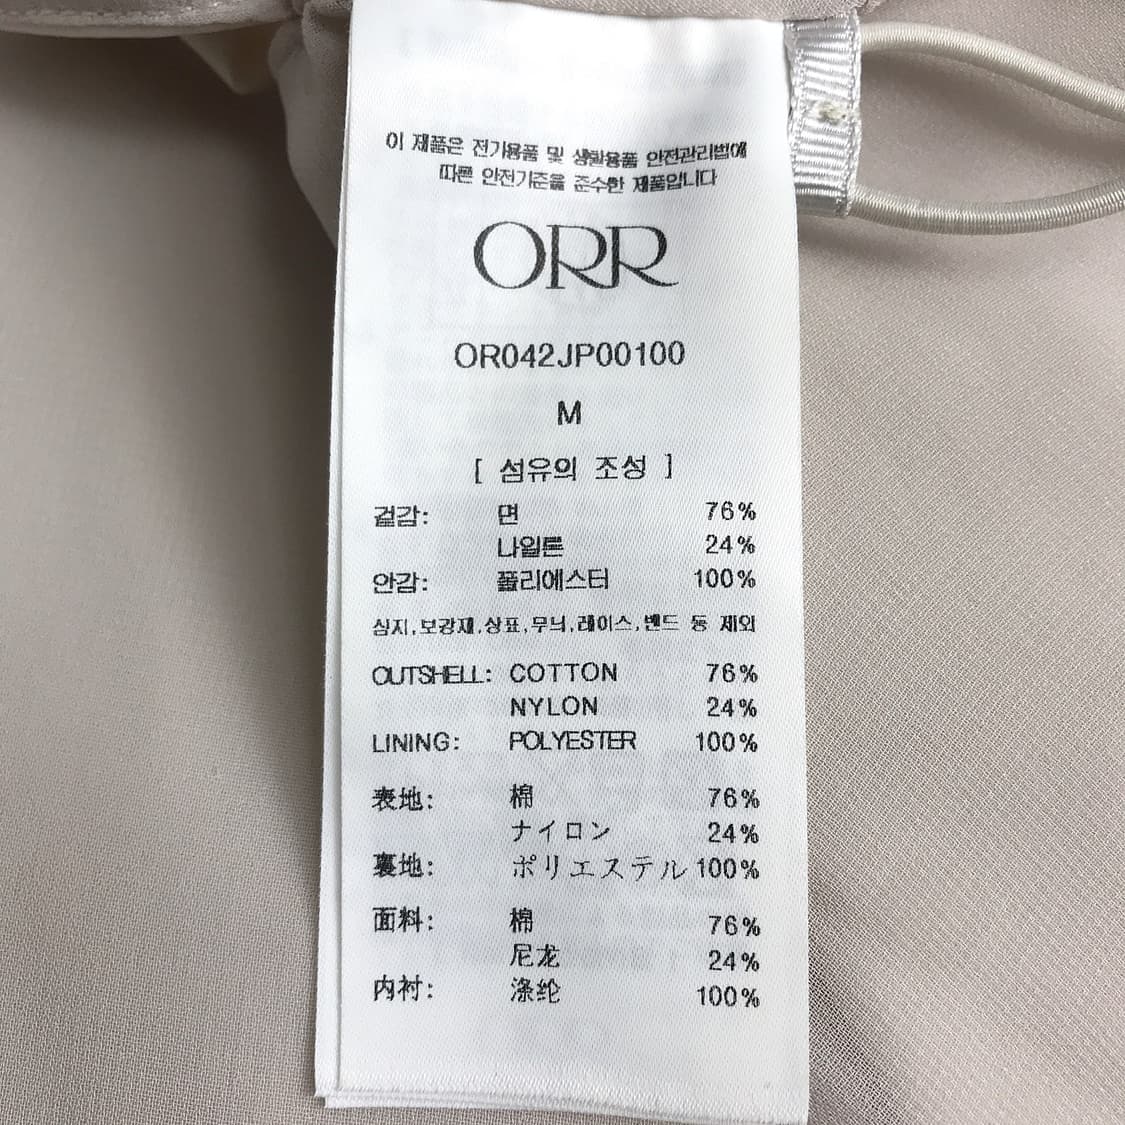 이 제품은 전기용품 및 생활용품 안전관리법에
따른 안전기준을 준수한 제품입니다
ORR
OR042JP00100
M
[ 섬유의 조성 ]
겉감: 면 76%
나일론 24%
안감: 폴리에스터 100%
심지,보강재,상표,무늬,레이스,밴드 등 제외
OUTSHELL: COTTON 76%
NYLON 24%
LINING: POLYESTER 100%
表地: 棉 76%
ナイロン 24%
裏地: ポリエステル 100%
面料: 棉 76%
尼龙 24%
内衬: 涤纶 100%